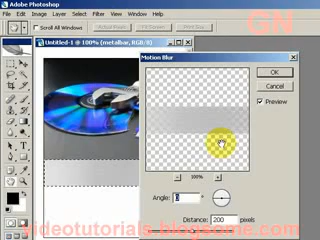 Adobe Photoshop
GN
File Edit Image Layer Select Filter View Window Help
Scroll All Windows Actual Pixels Fit Screen Print Size
Untitled-1 @ 100% (metalbar, RGB/8)
Motion Blur
OK
Cancel
Preview
100%
Angle: 0 °
Distance: 200 pixels
videotutorials.blogsome.com